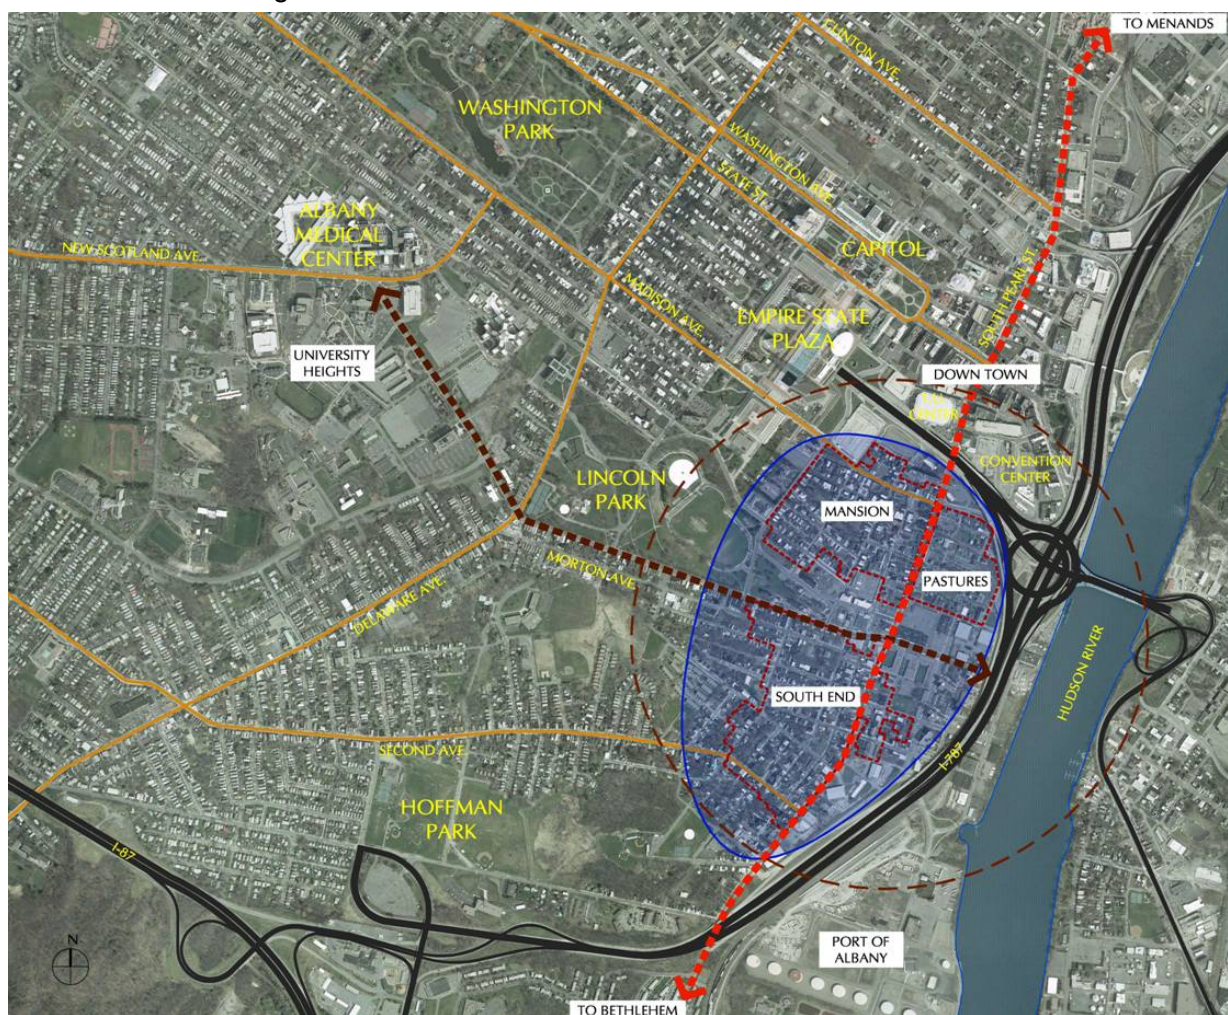 TO MENANDS
CLINTON AVE.
WASHINGTON
PARK
WASHINGTON AVE.
STATE ST.
ALBANY
MEDICAL
CENTER
NEW SCOTLAND AVE.
CAPITOL
SOUTH PEARL ST.
MADISON AVE.
EMPIRE STATE
PLAZA
UNIVERSITY
HEIGHTS
DOWN TOWN
CENTER
CONVENTION
CENTER
LINCOLN
PARK
MANSION
MORTON AVE.
PASTURES
DELAWARE AVE.
HUDSON RIVER
SOUTH END
SECOND AVE.
I-787
HOFFMAN
PARK
I-87
N
PORT OF
ALBANY
TO BETHLEHEM